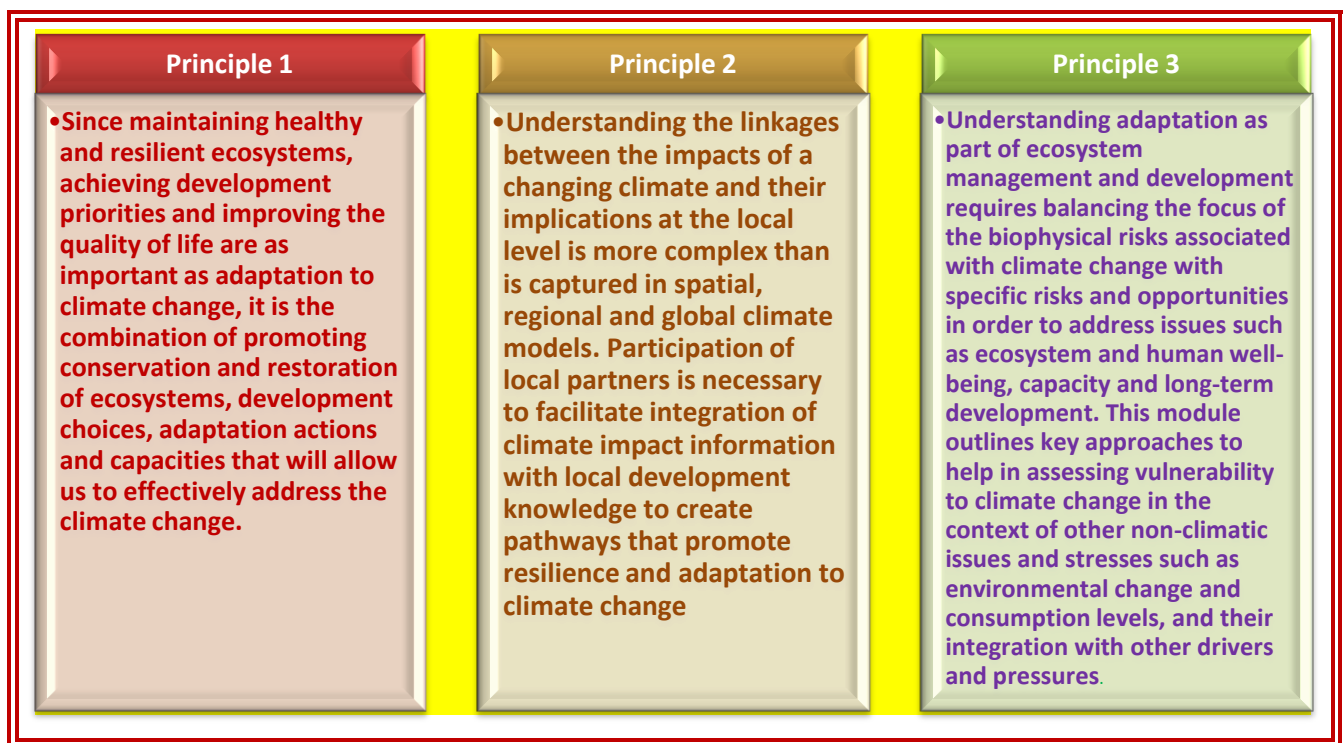 Principle 1
•Since maintaining healthy
and resilient ecosystems,
achieving development
priorities and improving the
quality of life are as
important as adaptation to
climate change, it is the
combination of promoting
conservation and restoration
of ecosystems, development
choices, adaptation actions
and capacities that will allow
us to effectively address the
climate change.
Principle 2
•Understanding the linkages
between the impacts of a
changing climate and their
implications at the local
level is more complex than
is captured in spatial,
regional and global climate
models. Participation of
local partners is necessary
to facilitate integration of
climate impact information
with local development
knowledge to create
pathways that promote
resilience and adaptation to
climate change
Principle 3
•Understanding adaptation as
part of ecosystem
management and development
requires balancing the focus of
the biophysical risks associated
with climate change with
specific risks and opportunities
in order to address issues such
as ecosystem and human well-
being, capacity and long-term
development. This module
outlines key approaches to
help in assessing vulnerability
to climate change in the
context of other non-climatic
issues and stresses such as
environmental change and
consumption levels, and their
integration with other drivers
and pressures.